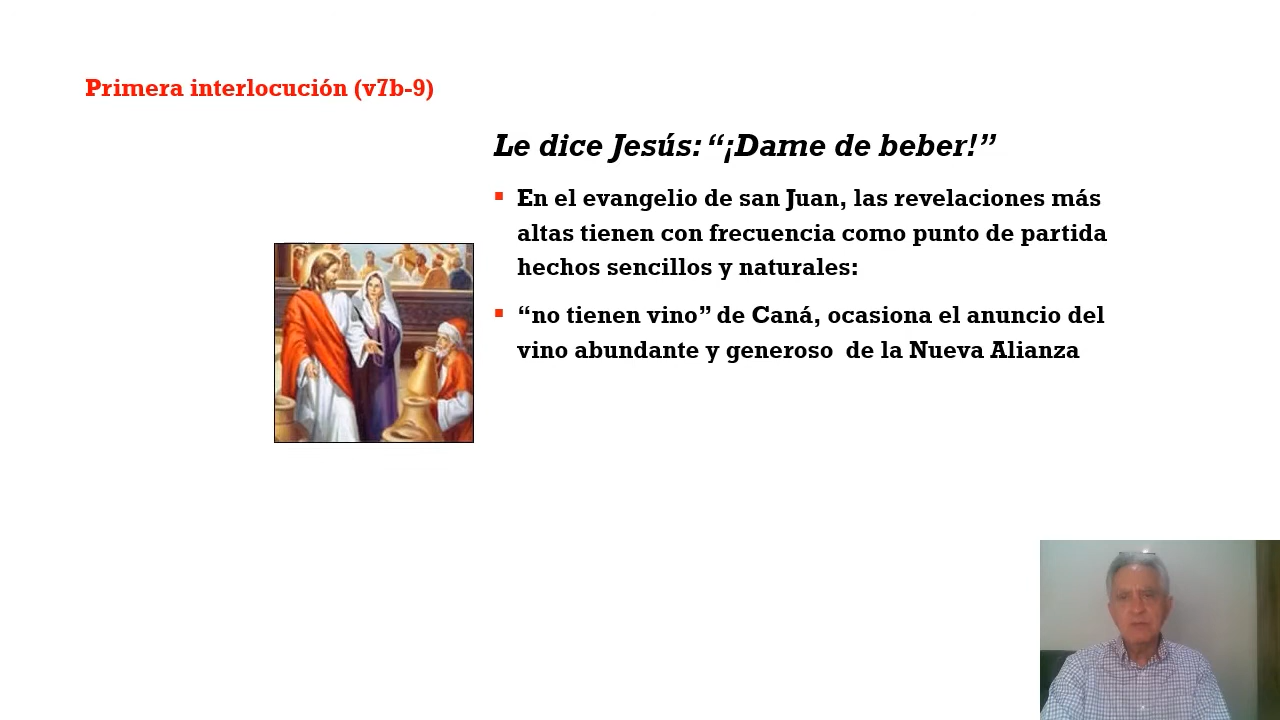 Primera interlocución (v7b-9)
Le dice Jesús: “¡Dame de beber!”
En el evangelio de san Juan, las revelaciones más
altas tienen con frecuencia como punto de partida
hechos sencillos y naturales:
“no tienen vino” de Caná, ocasiona el anuncio del
vino abundante y generoso  de la Nueva Alianza